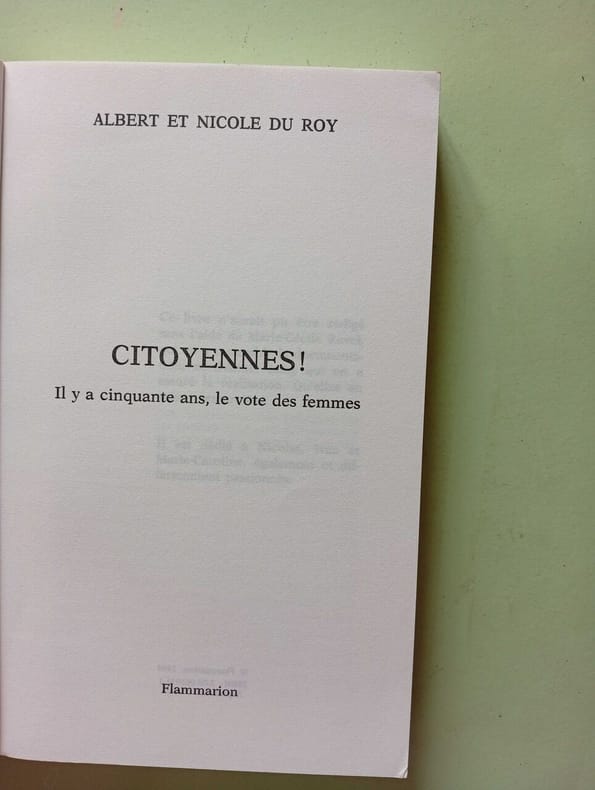 ALBERT ET NICOLE DU ROY
CITOYENNES !
Il y a cinquante ans, le vote des femmes
Flammarion